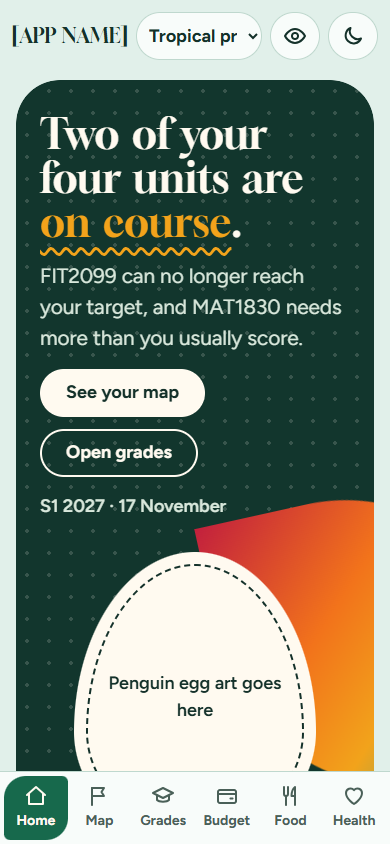 [APP NAME]
Tropical pr
Two of your
four units are
on course.
FIT2099 can no longer reach
your target, and MAT1830 needs
more than you usually score.
See your map
Open grades
S1 2027 · 17 November
Penguin egg art goes
here
Home
Map
Grades
Budget
Food
Health